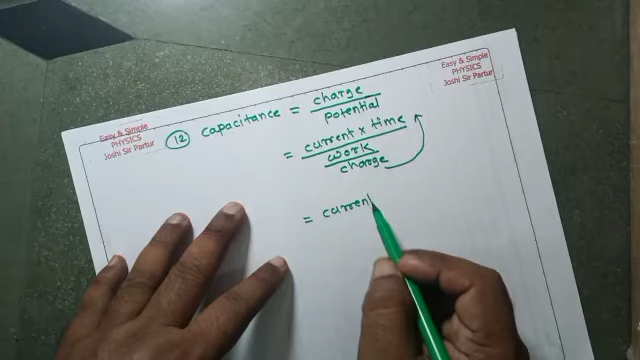 Easy & Simple
PHYSICS
Joshi Sir Partur
Easy & Simple
PHYSICS
Joshi Sir Partur
12 Capacitance = charge
Potential
= current x time
work
charge
= current